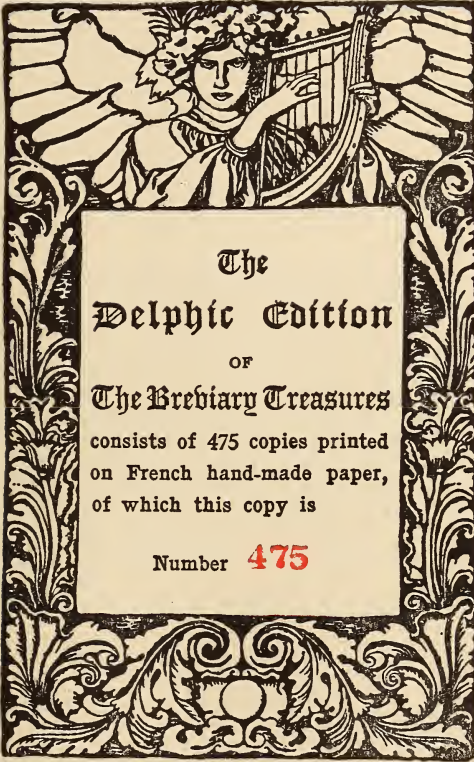 The
Delphic Edition
OF
The Breviary Treasures
consists of 475 copies printed
on French hand-made paper,
of which this copy is
Number 475